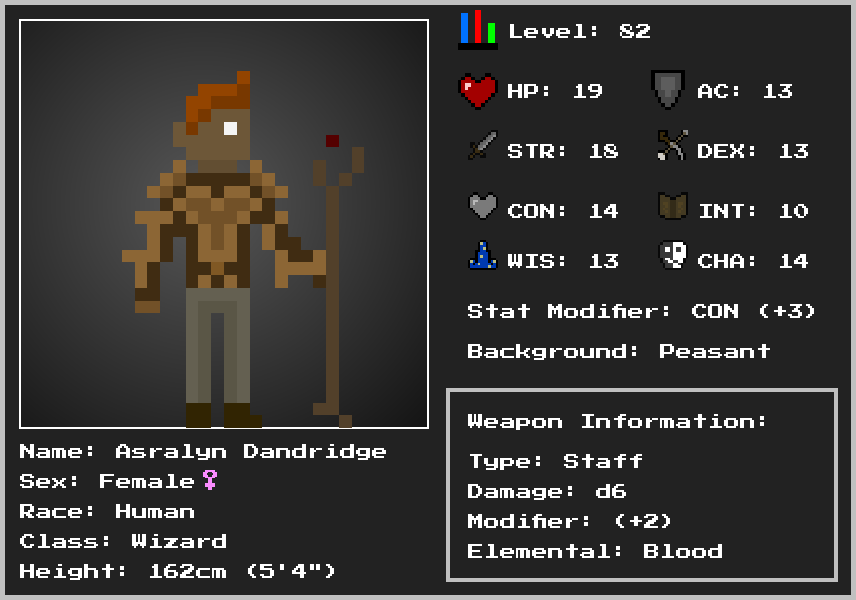 Level: 82
HP: 19 AC: 13
STR: 18 DEX: 13
CON: 14 INT: 10
WIS: 13 CHA: 14
Stat Modifier: CON (+3)
Background: Peasant
Weapon Information:
Type: Staff
Damage: d6
Modifier: (+2)
Elemental: Blood
Name: Asralyn Dandridge
Sex: Female♀
Race: Human
Class: Wizard
Height: 162cm (5'4")